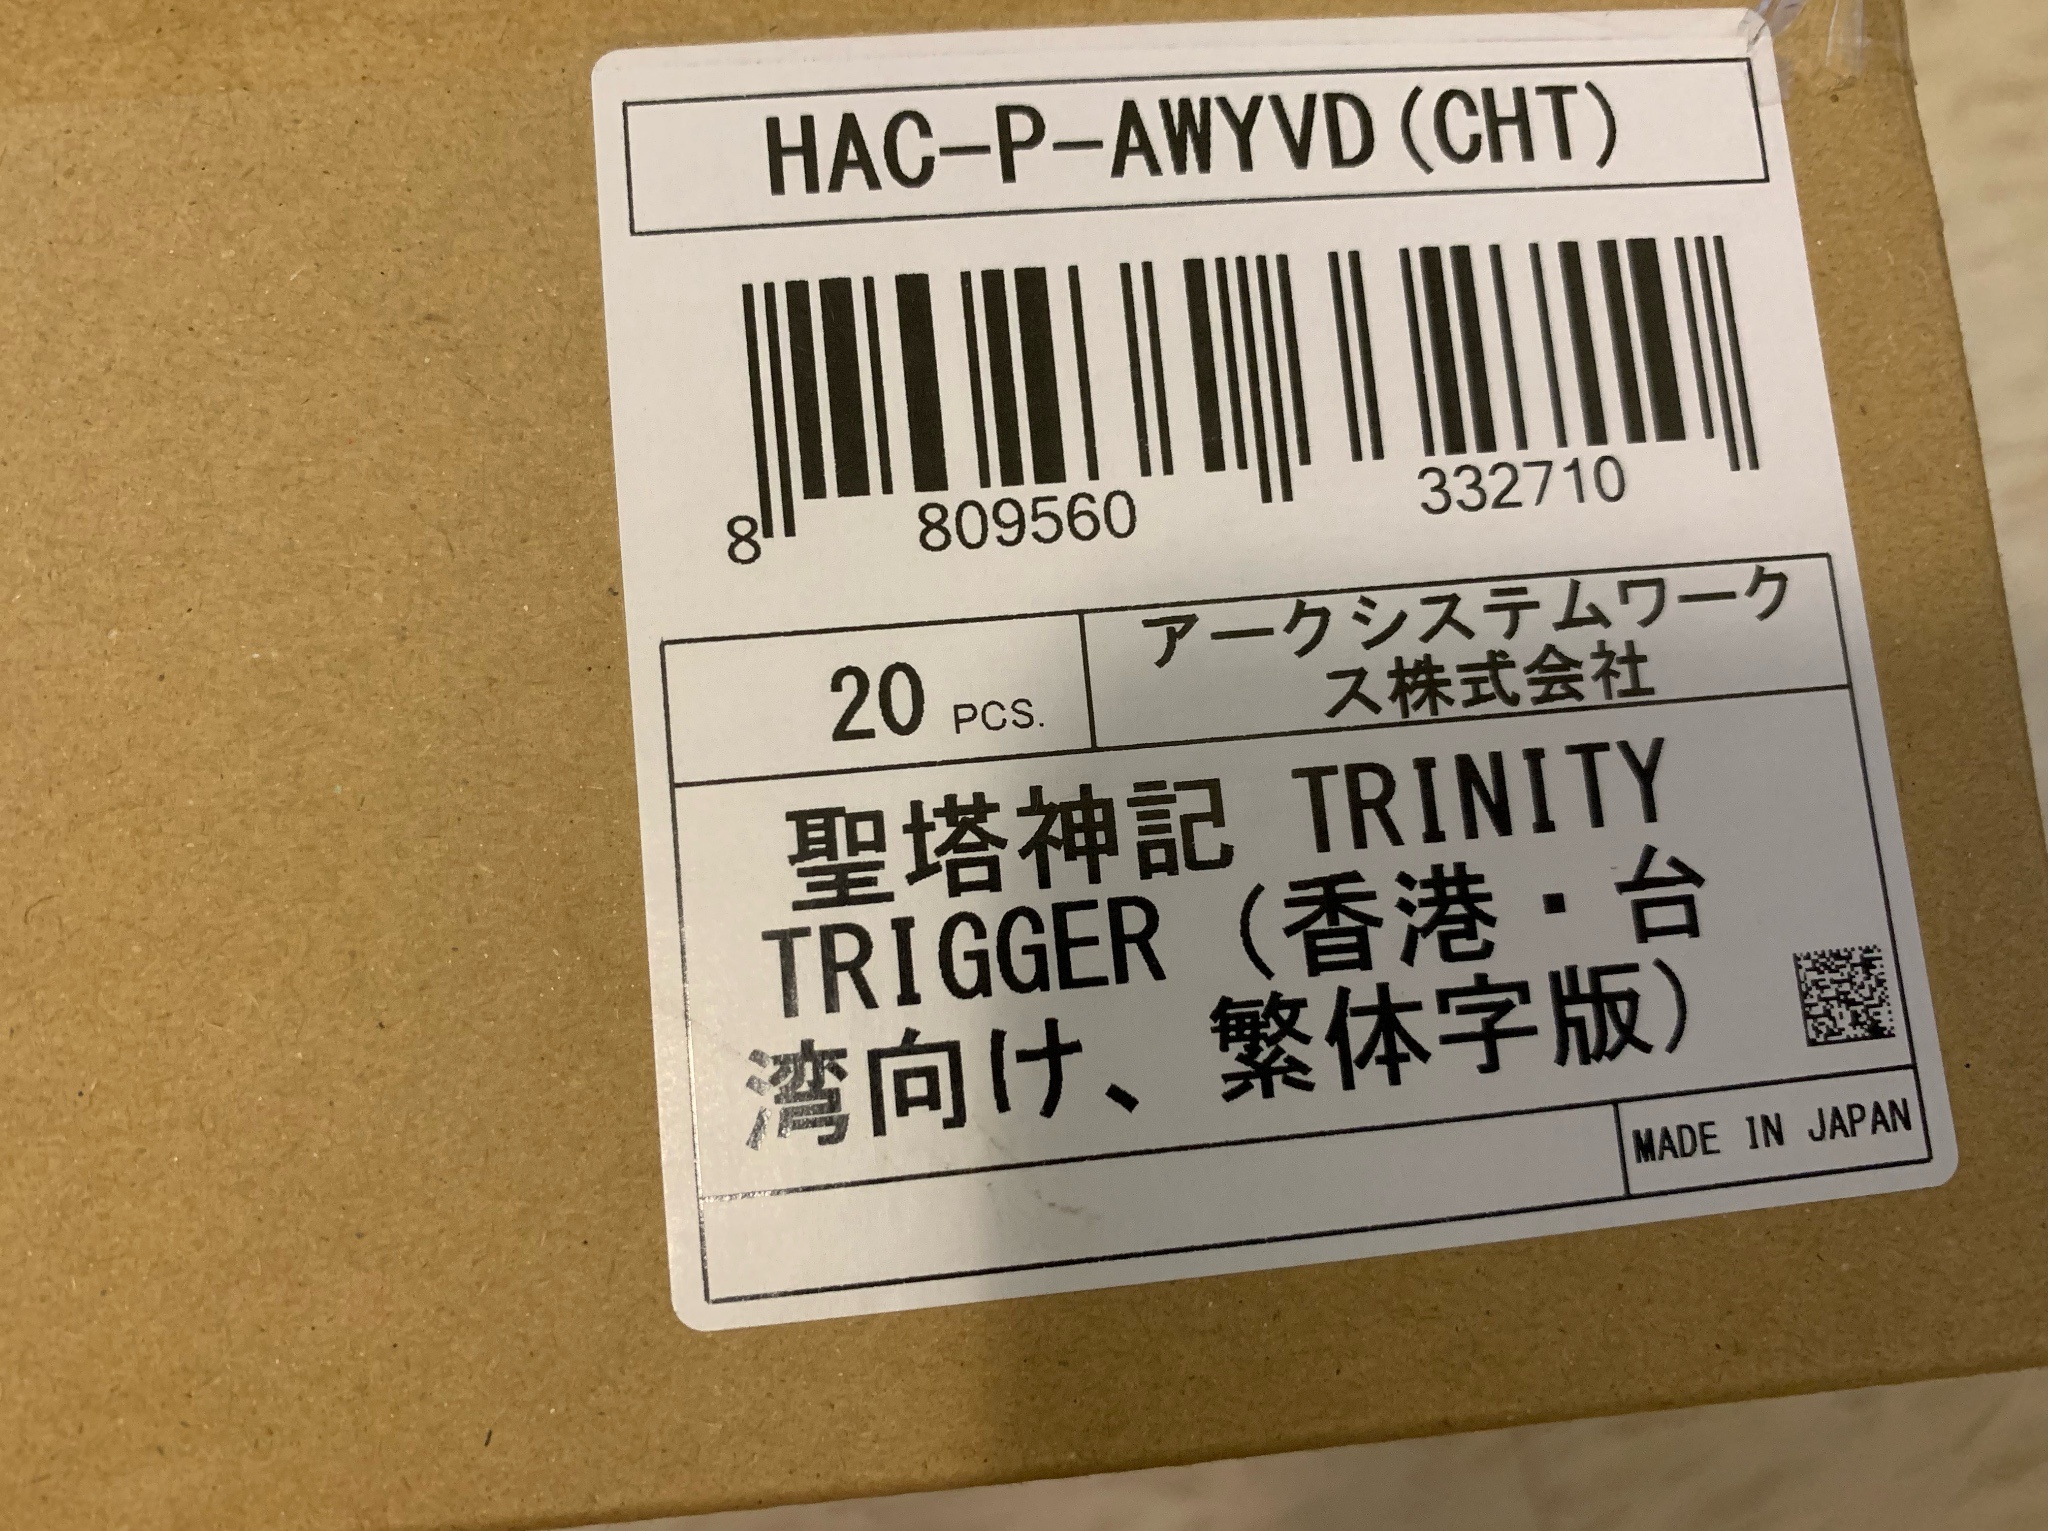 HAC-P-AWYVD(CHT)
8 809560 332710
20 PCS.
アークシステムワーク
ス株式会社
聖塔神記 TRINITY
TRIGGER（香港・台
湾向け、繁体字版）
MADE IN JAPAN